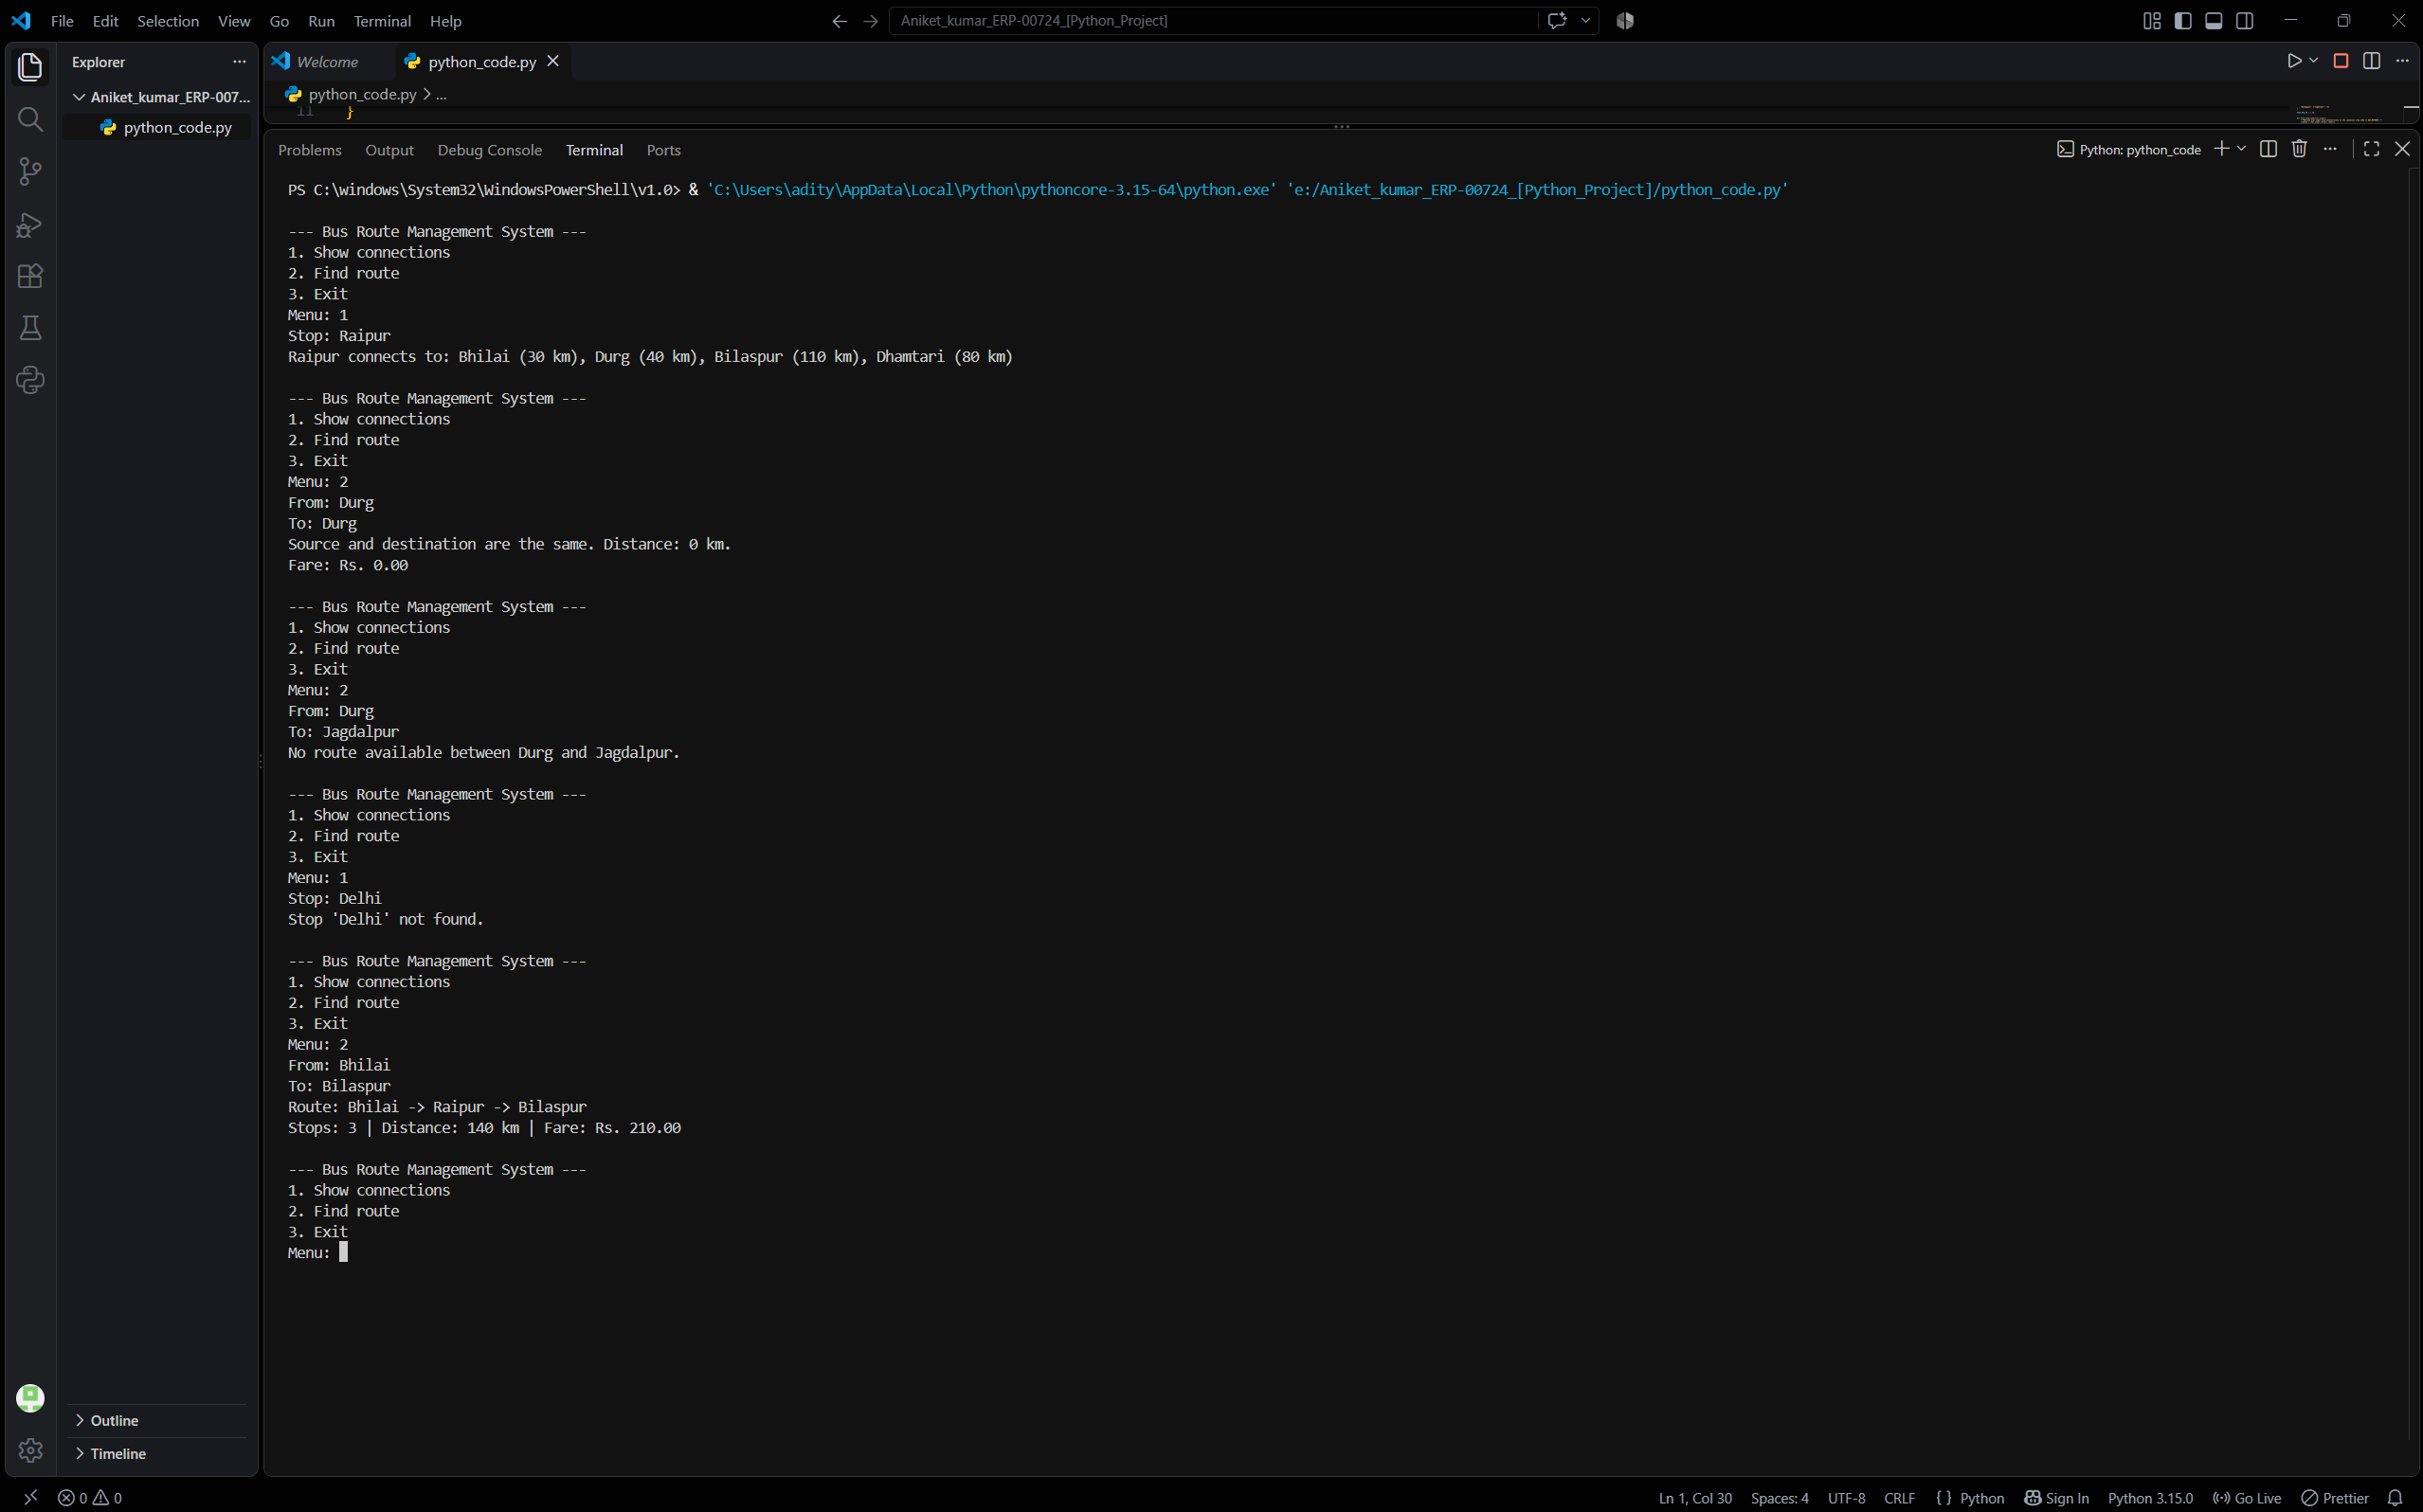 File Edit Selection View Go Run Terminal Help
Aniket_kumar_ERP-00724_[Python_Project]
Explorer
Aniket_kumar_ERP-007...
python_code.py
Welcome
python_code.py
python_code.py > ...
11 }
Problems Output Debug Console Terminal Ports
Python: python_code
PS C:\windows\System32\WindowsPowerShell\v1.0> & 'C:\Users\adity\AppData\Local\Python\pythoncore-3.15-64\python.exe' 'e:/Aniket_kumar_ERP-00724_[Python_Project]/python_code.py'
--- Bus Route Management System ---
1. Show connections
2. Find route
3. Exit
Menu: 1
Stop: Raipur
Raipur connects to: Bhilai (30 km), Durg (40 km), Bilaspur (110 km), Dhamtari (80 km)
--- Bus Route Management System ---
1. Show connections
2. Find route
3. Exit
Menu: 2
From: Durg
To: Durg
Source and destination are the same. Distance: 0 km.
Fare: Rs. 0.00
--- Bus Route Management System ---
1. Show connections
2. Find route
3. Exit
Menu: 2
From: Durg
To: Jagdalpur
No route available between Durg and Jagdalpur.
--- Bus Route Management System ---
1. Show connections
2. Find route
3. Exit
Menu: 1
Stop: Delhi
Stop 'Delhi' not found.
--- Bus Route Management System ---
1. Show connections
2. Find route
3. Exit
Menu: 2
From: Bhilai
To: Bilaspur
Route: Bhilai -> Raipur -> Bilaspur
Stops: 3 | Distance: 140 km | Fare: Rs. 210.00
--- Bus Route Management System ---
1. Show connections
2. Find route
3. Exit
Menu:
Outline
Timeline
0 0
Ln 1, Col 30 Spaces: 4 UTF-8 CRLF {} Python Sign In Python 3.15.0 Go Live Prettier